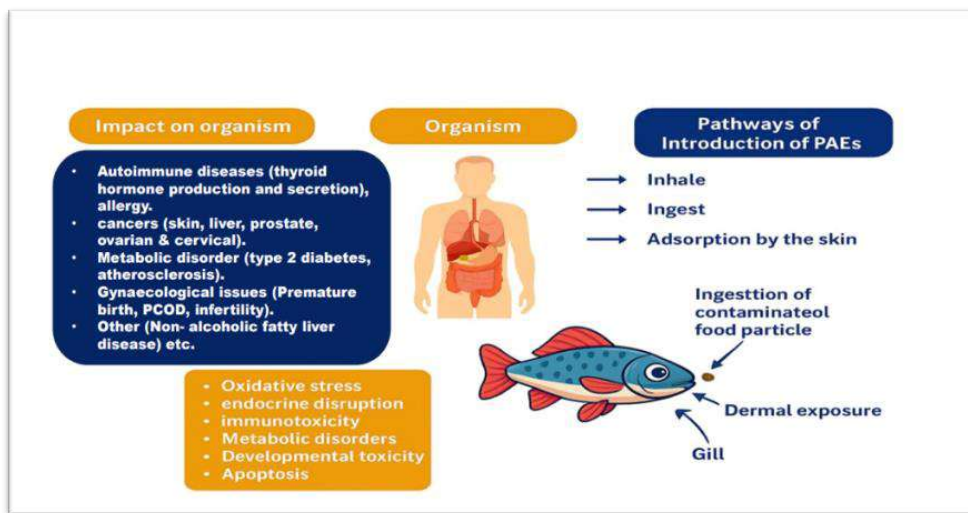 Impact on organism
• Autoimmune diseases (thyroid
hormone production and secretion),
allergy.
• cancers (skin, liver, prostate,
ovarian & cervical).
• Metabolic disorder (type 2 diabetes,
atherosclerosis).
• Gynaecological issues (Premature
birth, PCOD, infertility).
• Other (Non- alcoholic fatty liver
disease) etc.
• Oxidative stress
• endocrine disruption
• immunotoxicity
• Metabolic disorders
• Developmental toxicity
• Apoptosis
Organism
Pathways of
Introduction of PAEs
Inhale
Ingest
Adsorption by the skin
Ingesttion of
contaminateol
food particle
Dermal exposure
Gill